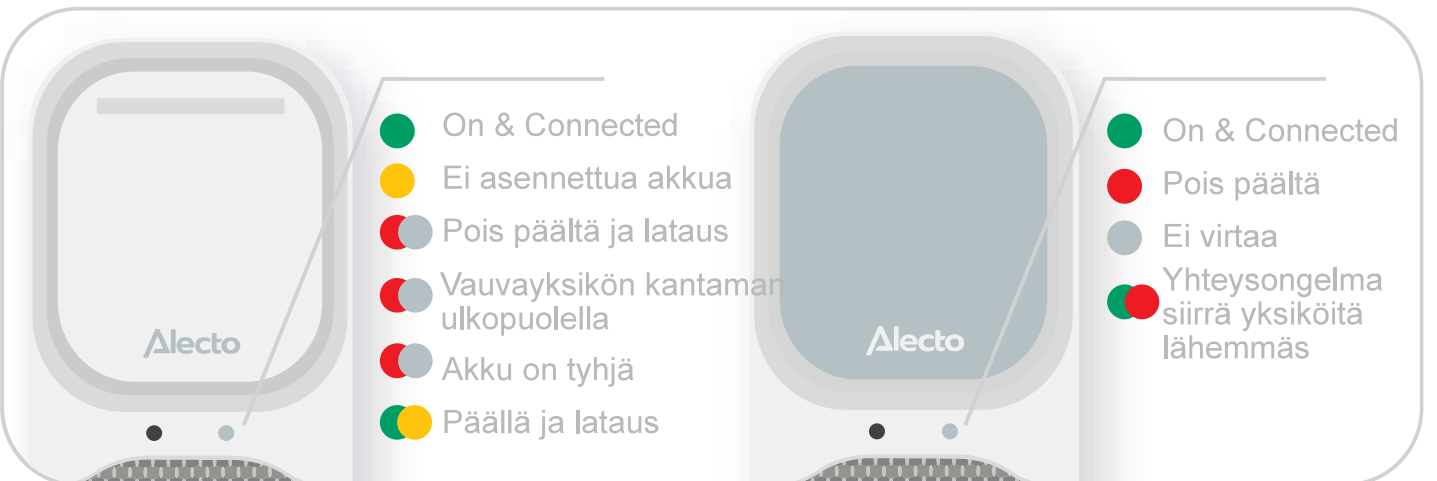 On & Connected
Ei asennettua akkua
Pois päältä ja lataus
Vauvayksikön kantaman
ulkopuolella
Akku on tyhjä
Päällä ja lataus
Alecto
On & Connected
Pois päältä
Ei virtaa
Yhteysongelma
siirrä yksiköitä
lähemmäs
Alecto